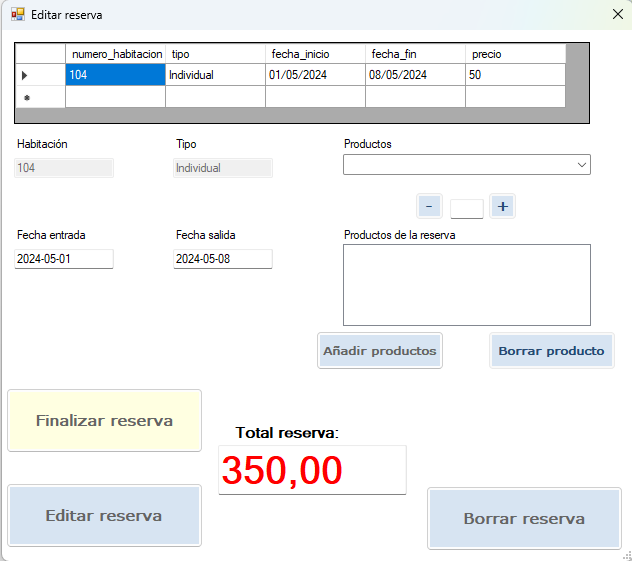 Editar reserva
numero_habitacion tipo fecha_inicio fecha_fin precio
104 Individual 01/05/2024 08/05/2024 50
Habitación Tipo Productos
104 Individual
- +
Fecha entrada Fecha salida Productos de la reserva
2024-05-01 2024-05-08
Añadir productos Borrar producto
Finalizar reserva
Total reserva:
350,00
Editar reserva Borrar reserva